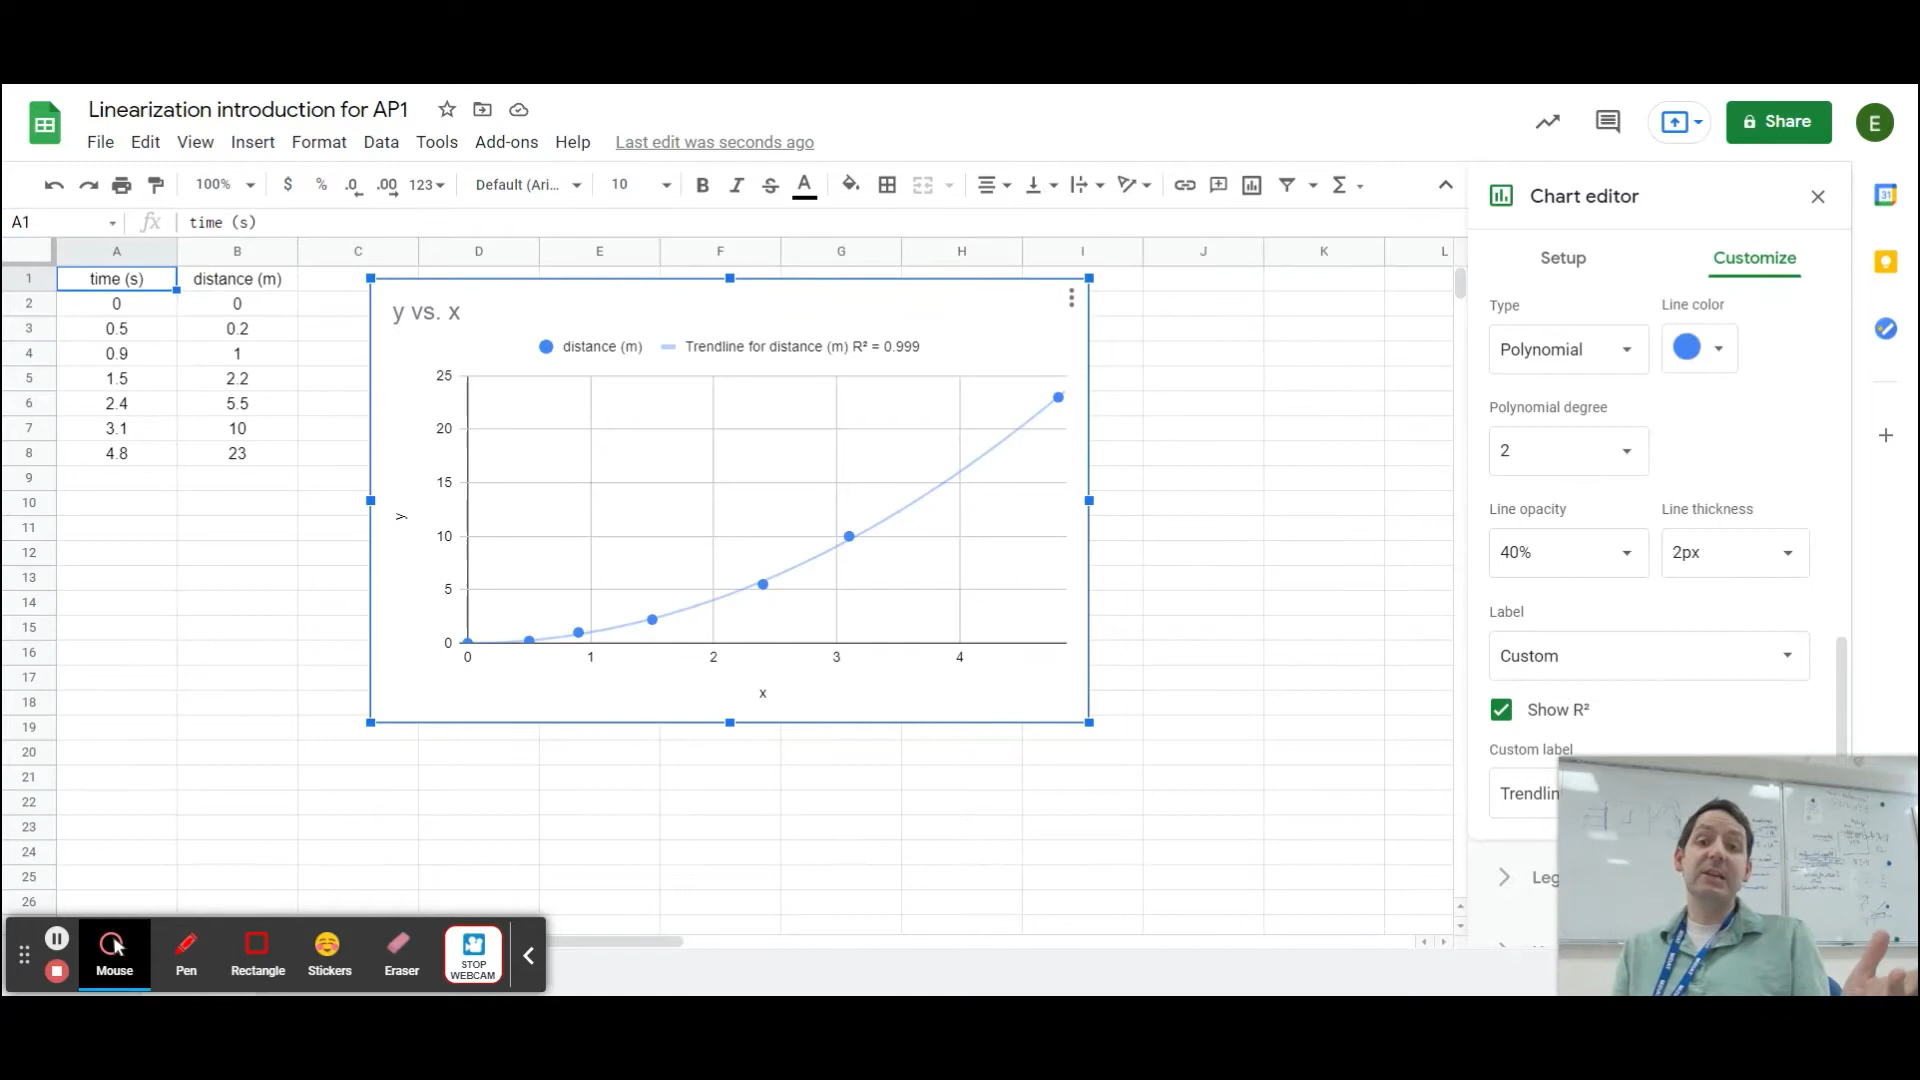 Linearization introduction for AP1
File Edit View Insert Format Data Tools Add-ons Help Last edit was seconds ago
Share
E
100% $ % .0 .00 123 Default (Ari... 10 B I S A
A1 fx time (s)
A B C D E F G H I J K L
1 time (s) distance (m)
2 0 0
3 0.5 0.2
4 0.9 1
5 1.5 2.2
6 2.4 5.5
7 3.1 10
8 4.8 23
9
10
11
12
13
14
15
16
17
18
19
20
21
22
23
24
25
26
y vs. x
distance (m) Trendline for distance (m) R² = 0.999
25
20
15
10
5
0
0 1 2 3 4
y
x
Chart editor
Setup Customize
Type Line color
Polynomial
Polynomial degree
2
Line opacity Line thickness
40% 2px
Label
Custom
Show R²
Custom label
Trendlin
Leg
31
Mouse Pen Rectangle Stickers Eraser STOP
WEBCAM